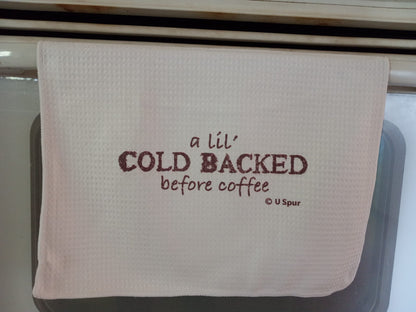 a lil'
COLD BACKED
before coffee
© U Spur